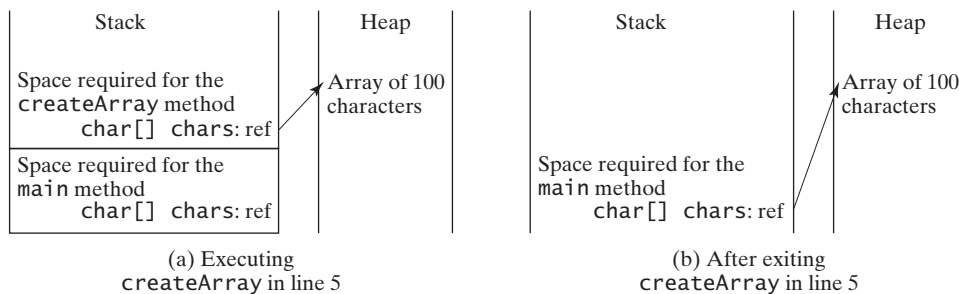 Stack
Heap
Space required for the
createArray method
char[] chars: ref
Array of 100
characters
Space required for the
main method
char[] chars: ref
(a) Executing
createArray in line 5
Stack
Heap
Array of 100
characters
Space required for the
main method
char[] chars: ref
(b) After exiting
createArray in line 5